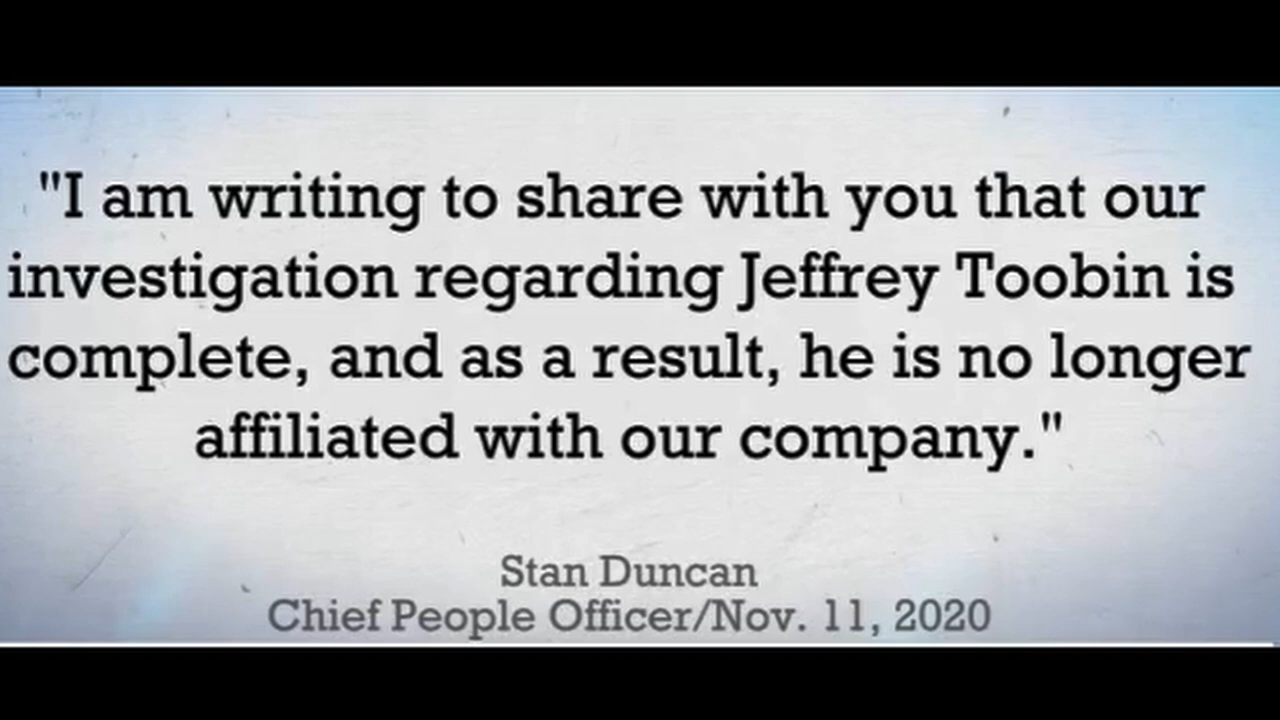 "I am writing to share with you that our
investigation regarding Jeffrey Toobin is
complete, and as a result, he is no longer
affiliated with our company."
Stan Duncan
Chief People Officer/Nov. 11, 2020